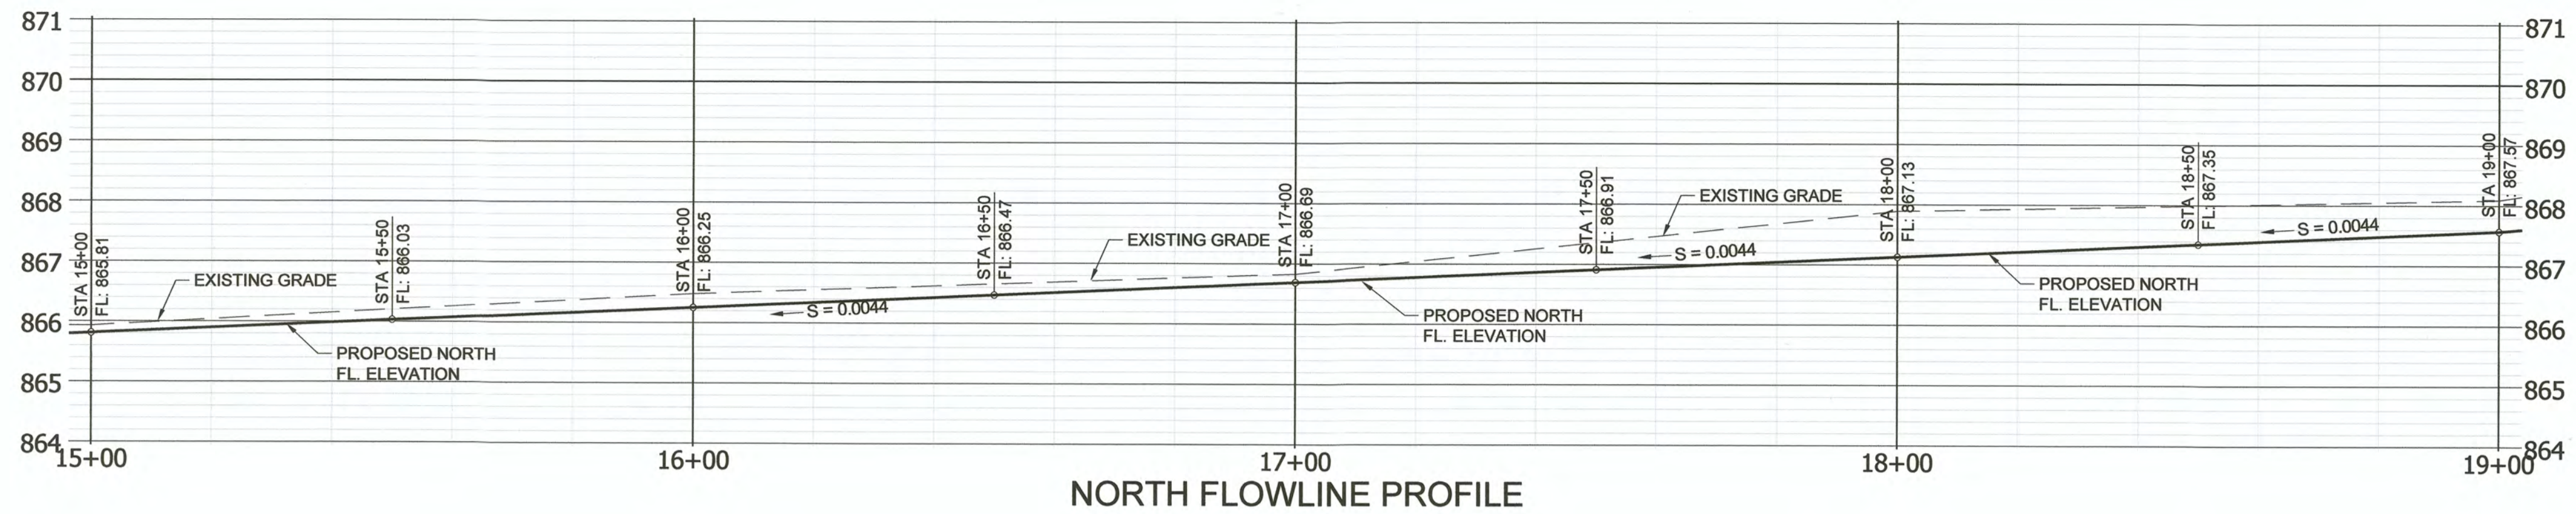 871
870
869
868
867
866
865
864
STA 15+00
FL: 865.81
EXISTING GRADE
PROPOSED NORTH
FL. ELEVATION
STA 15+50
FL: 866.03
STA 16+00
FL: 866.25
S = 0.0044
STA 16+50
FL: 866.47
EXISTING GRADE
STA 17+00
FL: 866.69
PROPOSED NORTH
FL. ELEVATION
STA 17+50
FL: 866.91
EXISTING GRADE
S = 0.0044
STA 18+00
FL: 867.13
PROPOSED NORTH
FL. ELEVATION
STA 18+50
FL: 867.35
S = 0.0044
STA 19+00
FL: 867.57
871
870
869
868
867
866
865
864
15+00
16+00
17+00
18+00
19+00
NORTH FLOWLINE PROFILE